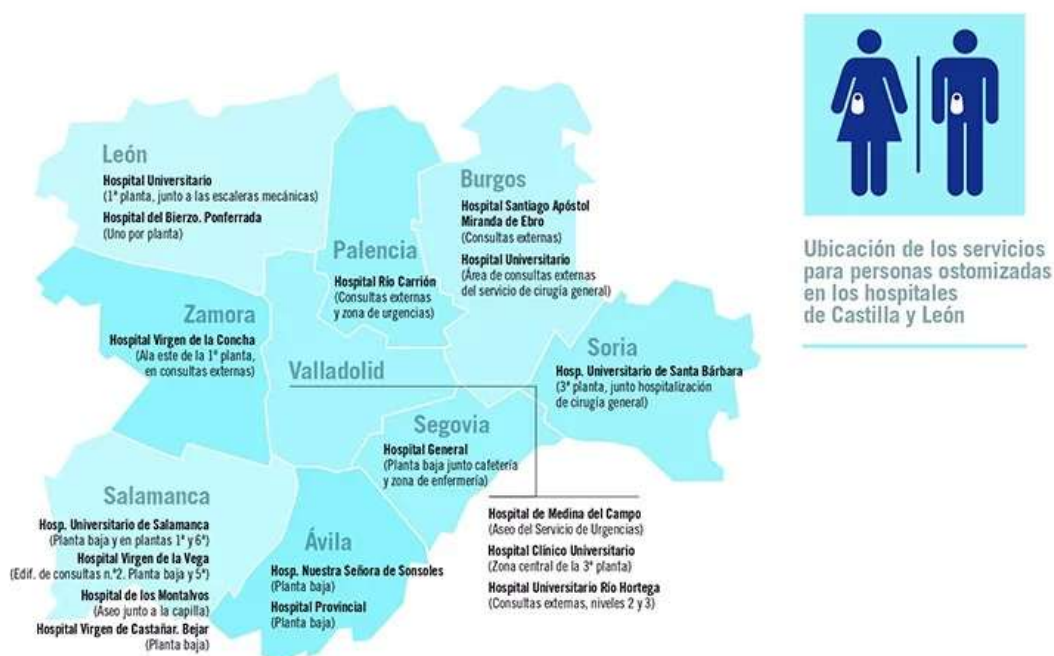 León
Hospital Universitario
(1ª planta, junto a las escaleras mecánicas)
Hospital del Bierzo. Ponferrada
(Uno por planta)
Palencia
Hospital Río Carrión
(Consultas externas
y zona de urgencias)
Burgos
Hospital Santiago Apóstol
Miranda de Ebro
(Consultas externas)
Hospital Universitario
(Área de consultas externas
del servicio de cirugía general)
Zamora
Hospital Virgen de la Concha
(Ala este de la 1ª planta,
en consultas externas)
Valladolid
Hospital de Medina del Campo
(Aseo del Servicio de Urgencias)
Hospital Clínico Universitario
(Zona central de la 3ª planta)
Hospital Universitario Río Hortega
(Consultas externas, niveles 2 y 3)
Soria
Hosp. Universitario de Santa Bárbara
(3ª planta, junto hospitalización
de cirugía general)
Segovia
Hospital General
(Planta baja junto cafetería
y zona de enfermería)
Salamanca
Hosp. Universitario de Salamanca
(Planta baja y en plantas 1ª y 6ª)
Hospital Virgen de la Vega
(Edif. de consultas n.º2. Planta baja y 5ª)
Hospital de los Montalvos
(Aseo junto a la capilla)
Hospital Virgen de Castañar. Bejar
(Planta baja)
Ávila
Hosp. Nuestra Señora de Sonsoles
(Planta baja)
Hospital Provincial
(Planta baja)
Ubicación de los servicios
para personas ostomizadas
en los hospitales
de Castilla y León